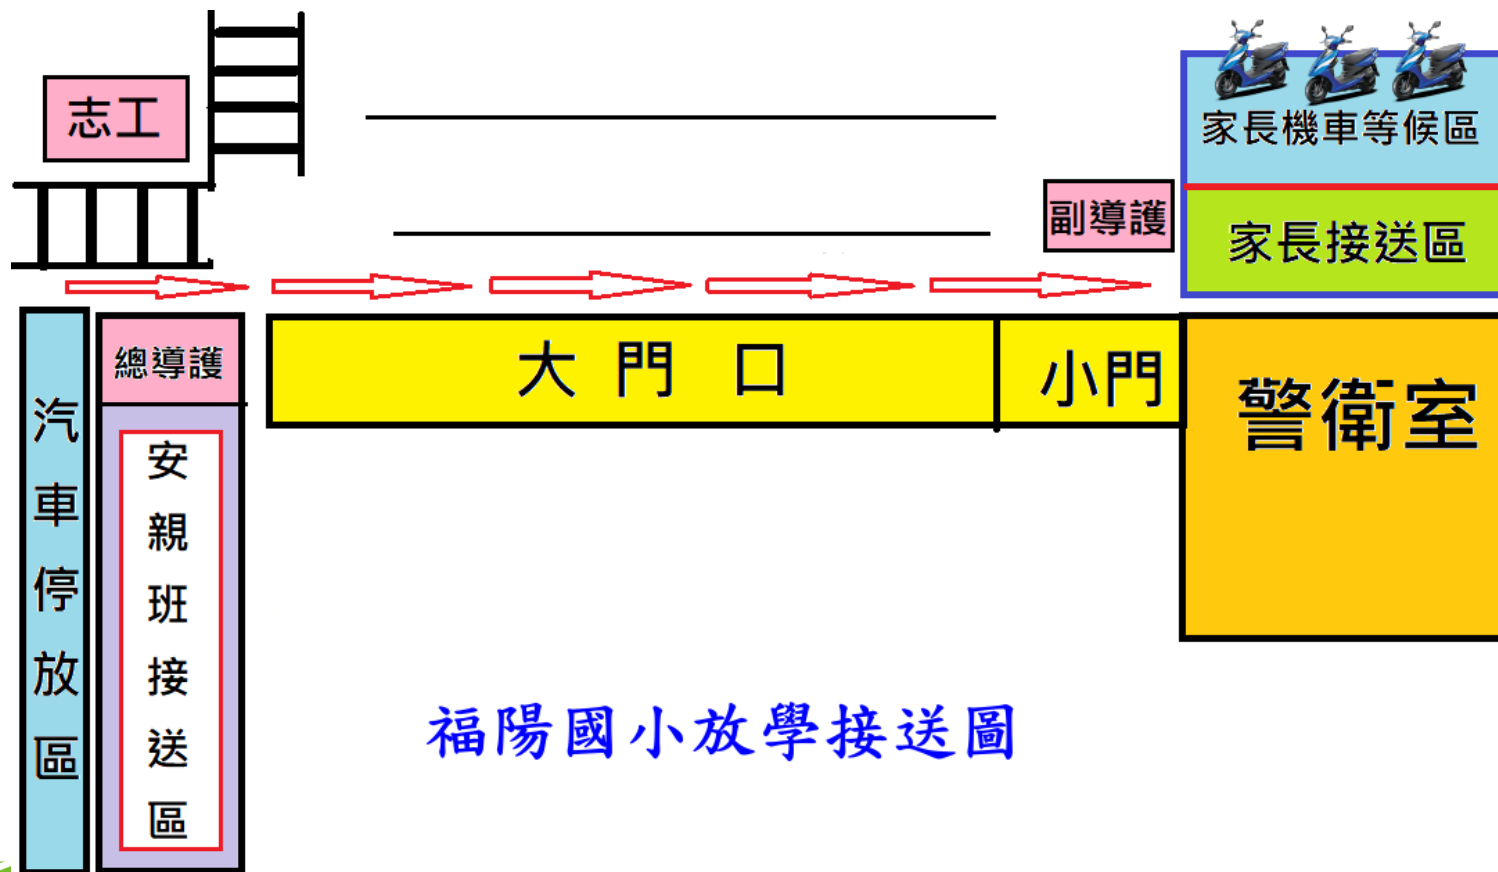 志工
家長機車等候區
副導護
家長接送區
總導護
大門口
小門
警衛室
汽車停放區
安親班接送區
福陽國小放學接送圖